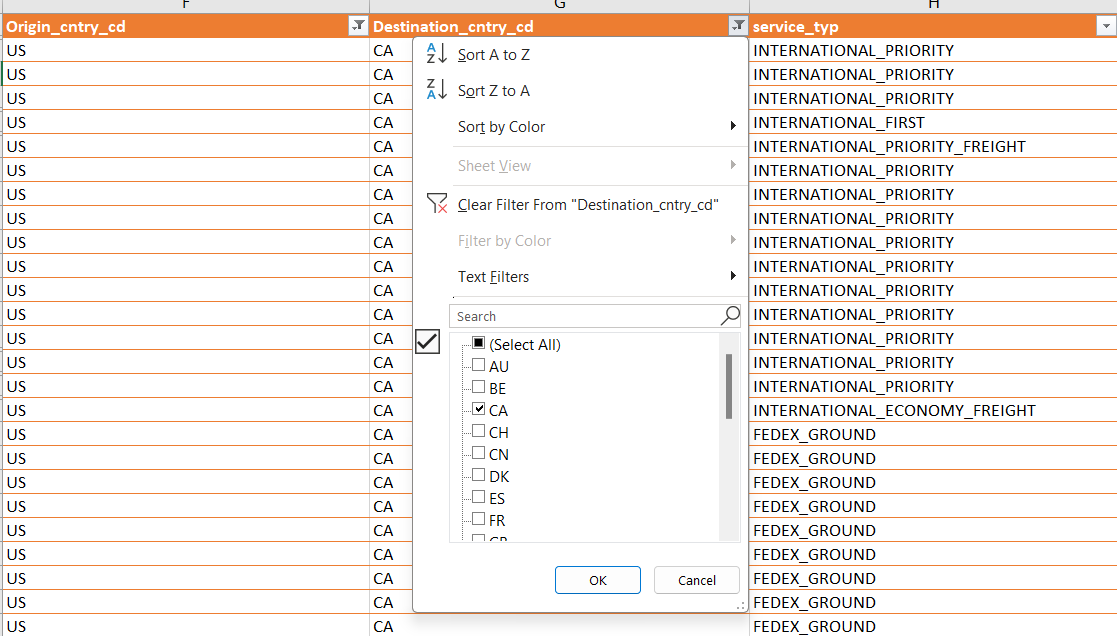 F G H
Origin_cntry_cd Destination_cntry_cd service_typ
US CA INTERNATIONAL_PRIORITY
US CA INTERNATIONAL_PRIORITY
US CA INTERNATIONAL_PRIORITY
US CA INTERNATIONAL_FIRST
US CA INTERNATIONAL_PRIORITY_FREIGHT
US CA INTERNATIONAL_PRIORITY
US CA INTERNATIONAL_PRIORITY
US CA INTERNATIONAL_PRIORITY
US CA INTERNATIONAL_PRIORITY
US CA INTERNATIONAL_PRIORITY
US CA INTERNATIONAL_PRIORITY
US CA INTERNATIONAL_PRIORITY
US CA INTERNATIONAL_PRIORITY
US CA INTERNATIONAL_PRIORITY
US CA INTERNATIONAL_PRIORITY
US CA INTERNATIONAL_ECONOMY_FREIGHT
US CA FEDEX_GROUND
US CA FEDEX_GROUND
US CA FEDEX_GROUND
US CA FEDEX_GROUND
US CA FEDEX_GROUND
US CA FEDEX_GROUND
US CA FEDEX_GROUND
US CA FEDEX_GROUND
US CA FEDEX_GROUND
Sort A to Z
Sort Z to A
Sort by Color
Sheet View
Clear Filter From "Destination_cntry_cd"
Filter by Color
Text Filters
Search
(Select All)
AU
BE
CA
CH
CN
DK
ES
FR
OK Cancel